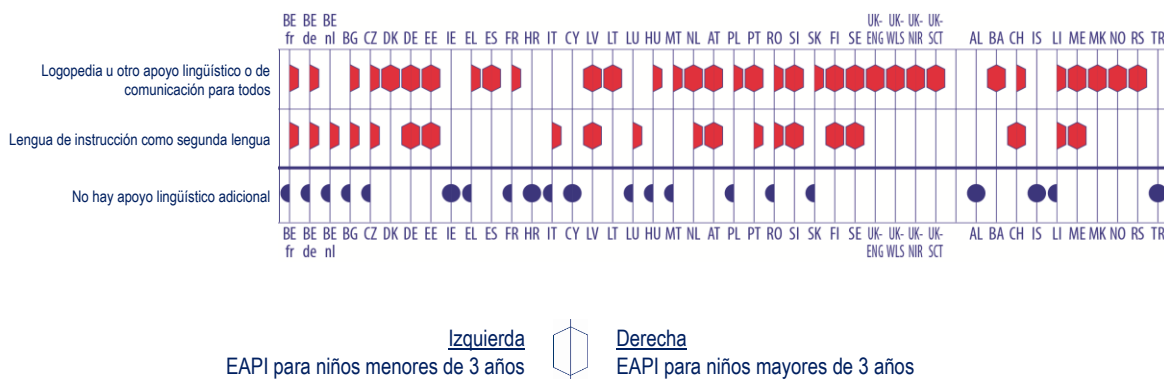 BE BE BE UK- UK- UK- UK-
fr de nl BG CZ DK DE EE IE EL ES FR HR IT CY LV LT LU HU MT NL AT PL PT RO SI SK FI SE ENG WLS NIR SCT AL BA CH IS LI ME MK NO RS TR
Logopedia u otro apoyo lingüístico o de
comunicación para todos
Lengua de instrucción como segunda lengua
No hay apoyo lingüístico adicional
BE BE BE BG CZ DK DE EE IE EL ES FR HR IT CY LV LT LU HU MT NL AT PL PT RO SI SK FI SE UK- UK- UK- UK- AL BA CH IS LI ME MK NO RS TR
fr de nl ENG WLS NIR SCT
Izquierda Derecha
EAPI para niños menores de 3 años EAPI para niños mayores de 3 años